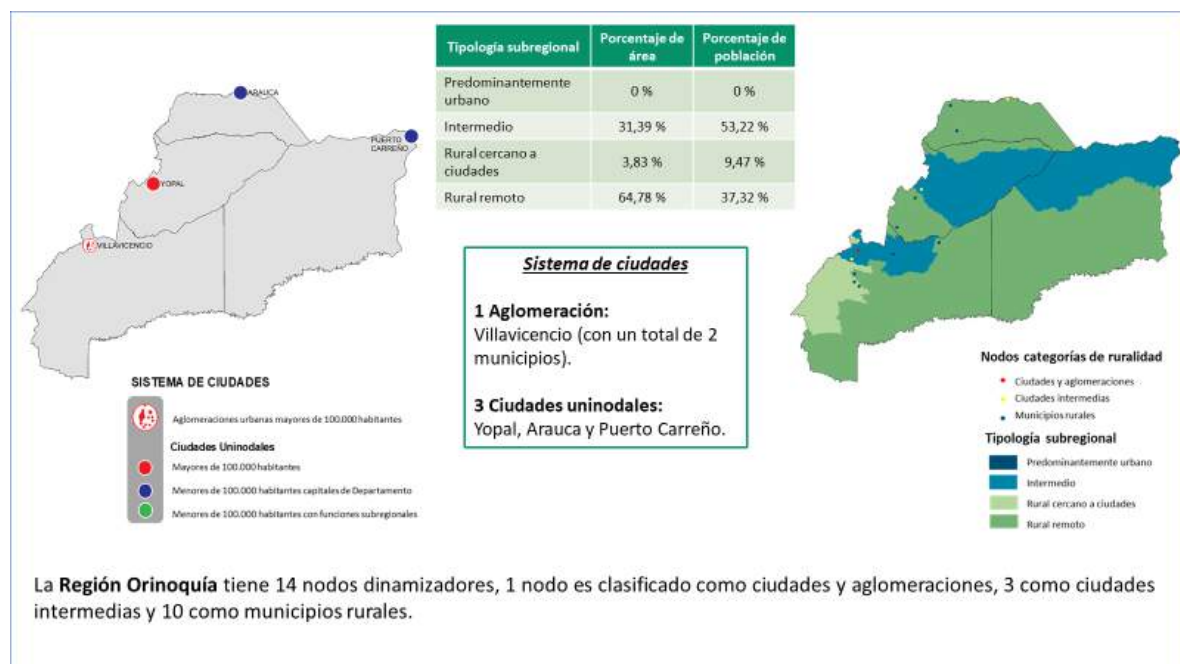 Tipología subregional Porcentaje de área Porcentaje de población
Predominantemente urbano 0 % 0 %
Intermedio 31,39 % 53,22 %
Rural cercano a ciudades 3,83 % 9,47 %
Rural remoto 64,78 % 37,32 %
ARAUCA
PUERTO
CARREÑO
YOPAL
VILLAVICENCIO
SISTEMA DE CIUDADES
Aglomeraciones urbanas mayores de 100.000 habitantes
Ciudades Uninodales
Mayores de 100.000 habitantes
Menores de 100.000 habitantes capitales de Departamento
Menores de 100.000 habitantes con funciones subregionales
Sistema de ciudades
1 Aglomeración:
Villavicencio (con un total de 2
municipios).
3 Ciudades uninodales:
Yopal, Arauca y Puerto Carreño.
Nodos categorías de ruralidad
Ciudades y aglomeraciones
Ciudades intermedias
Municipios rurales
Tipología subregional
Predominantemente urbano
Intermedio
Rural cercano a ciudades
Rural remoto
La Región Orinoquía tiene 14 nodos dinamizadores, 1 nodo es clasificado como ciudades y aglomeraciones, 3 como ciudades
intermedias y 10 como municipios rurales.